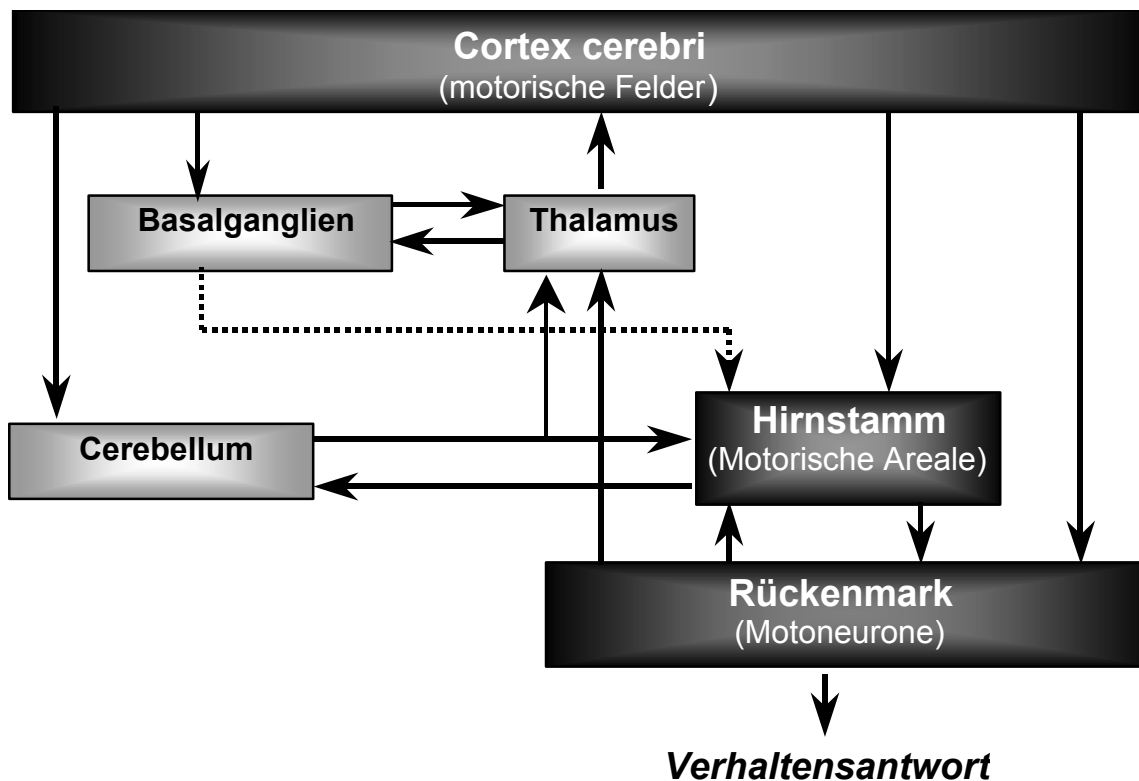 Cortex cerebri
(motorische Felder)
Basalganglien
Thalamus
Hirnstamm
(Motorische Areale)
Cerebellum
Rückenmark
(Motoneurone)
Verhaltensantwort